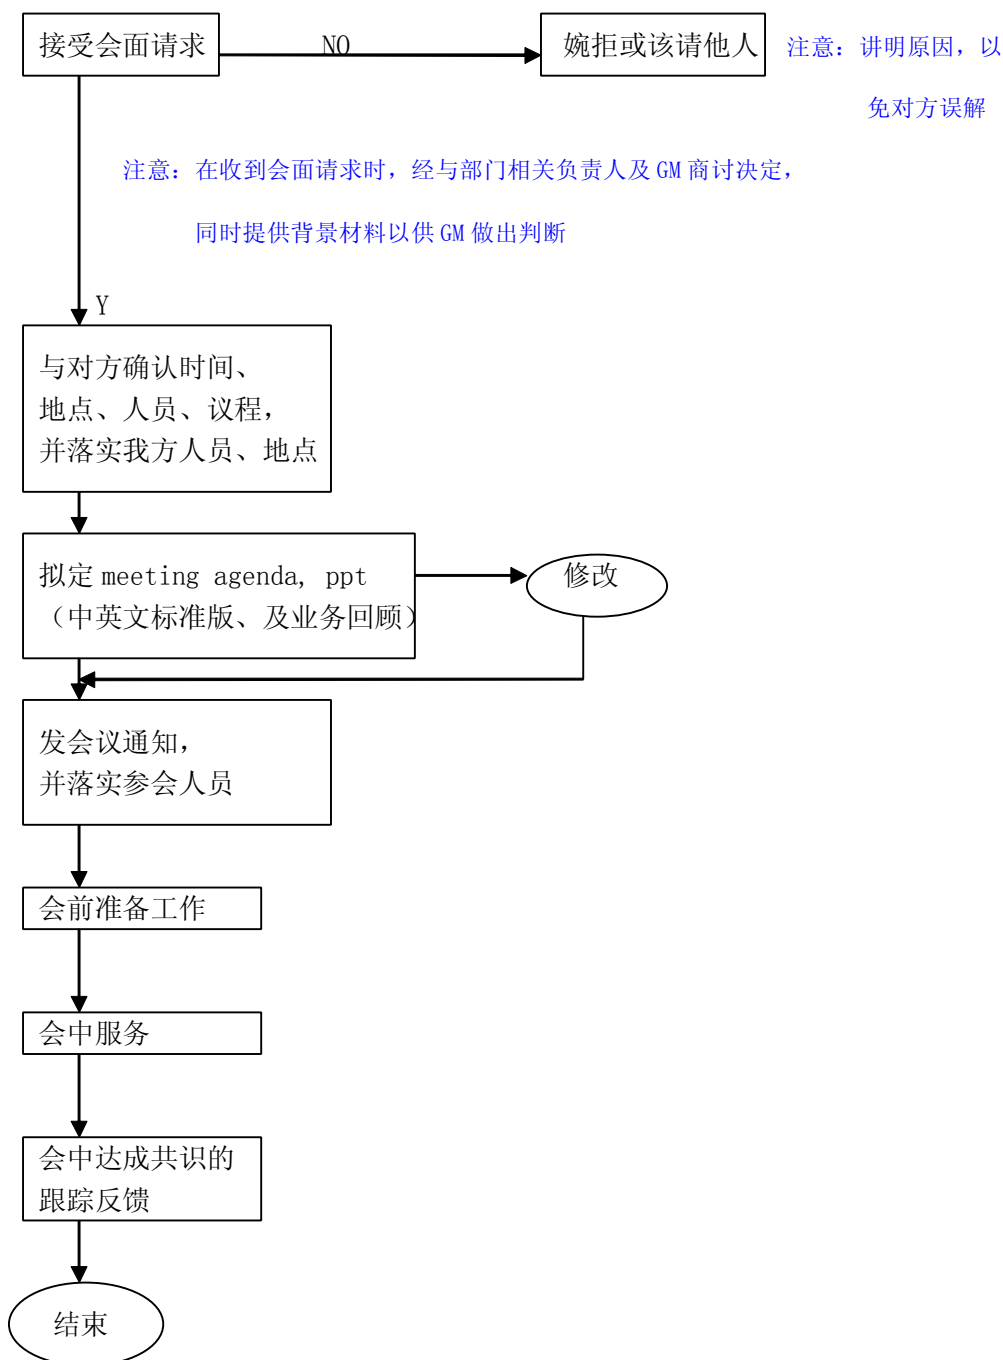 接受会面请求
NO
婉拒或该请他人
注意：讲明原因，以
免对方误解
注意：在收到会面请求时，经与部门相关负责人及 GM 商讨决定，
同时提供背景材料以供 GM 做出判断
Y
与对方确认时间、
地点、人员、议程，
并落实我方人员、地点
拟定 meeting agenda, ppt
（中英文标准版、及业务回顾）
修改
发会议通知，
并落实参会人员
会前准备工作
会中服务
会中达成共识的
跟踪反馈
结束